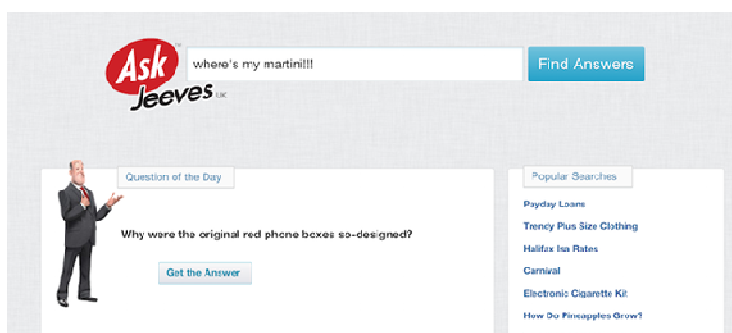 Ask
Jeeves UK
where's my martini!!!
Find Answers
Question of the Day
Why were the original red phone boxes so-designed?
Get the Answer
Popular Searches
Payday Loans
Trendy Plus Size Clothing
Halifax Isa Rates
Carnival
Electronic Cigarette Kit
How Do Pineapples Grow?